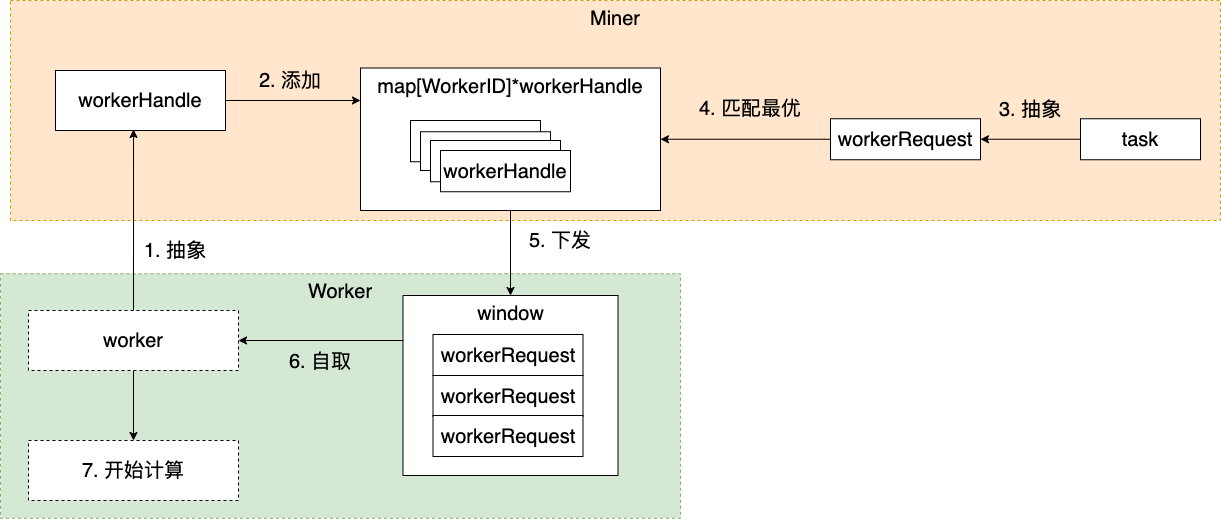 Miner
workerHandle
2. 添加
map[WorkerID]*workerHandle
workerHandle
4. 匹配最优
workerRequest
3. 抽象
task
1. 抽象
5. 下发
Worker
worker
6. 自取
window
workerRequest
workerRequest
workerRequest
7. 开始计算